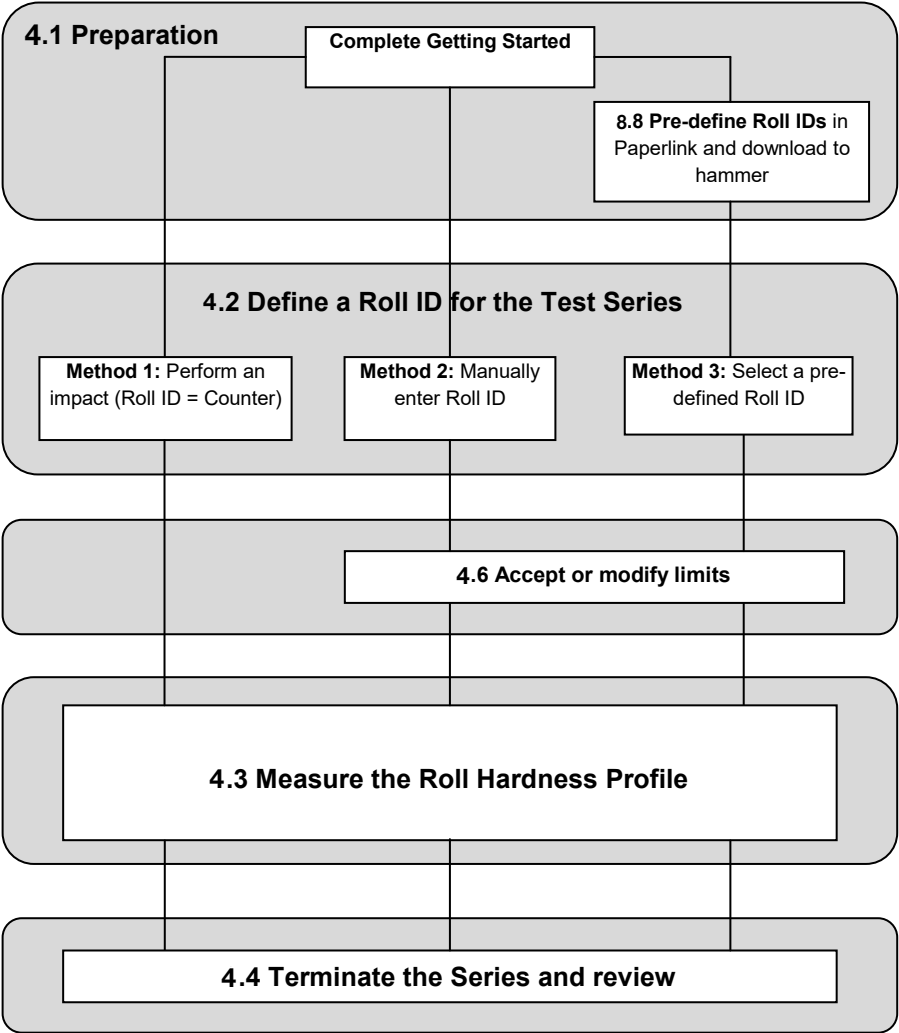 4.1 Preparation
Complete Getting Started
8.8 Pre-define Roll IDs in
Paperlink and download to
hammer
4.2 Define a Roll ID for the Test Series
Method 1: Perform an
impact (Roll ID = Counter)
Method 2: Manually
enter Roll ID
Method 3: Select a pre-
defined Roll ID
4.6 Accept or modify limits
4.3 Measure the Roll Hardness Profile
4.4 Terminate the Series and review